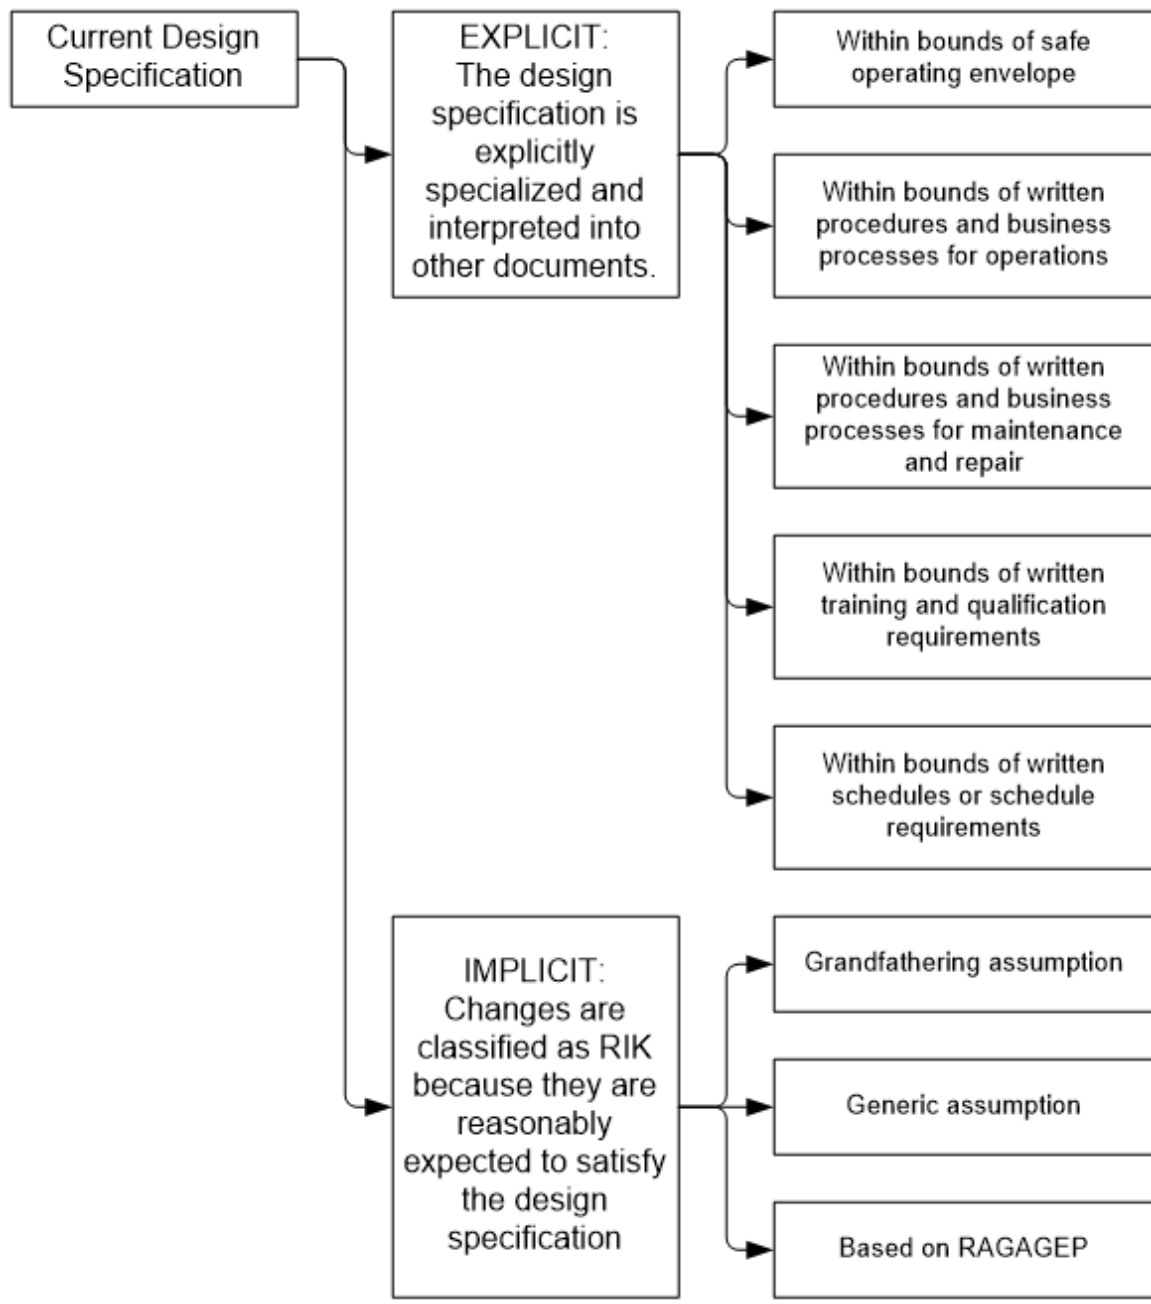 Current Design
Specification
EXPLICIT:
The design
specification is
explicitly
specialized and
interpreted into
other documents.
Within bounds of safe
operating envelope
Within bounds of written
procedures and business
processes for operations
Within bounds of written
procedures and business
processes for maintenance
and repair
Within bounds of written
training and qualification
requirements
Within bounds of written
schedules or schedule
requirements
IMPLICIT:
Changes are
classified as RIK
because they are
reasonably
expected to satisfy
the design
specification
Grandfathering assumption
Generic assumption
Based on RAGAGEP